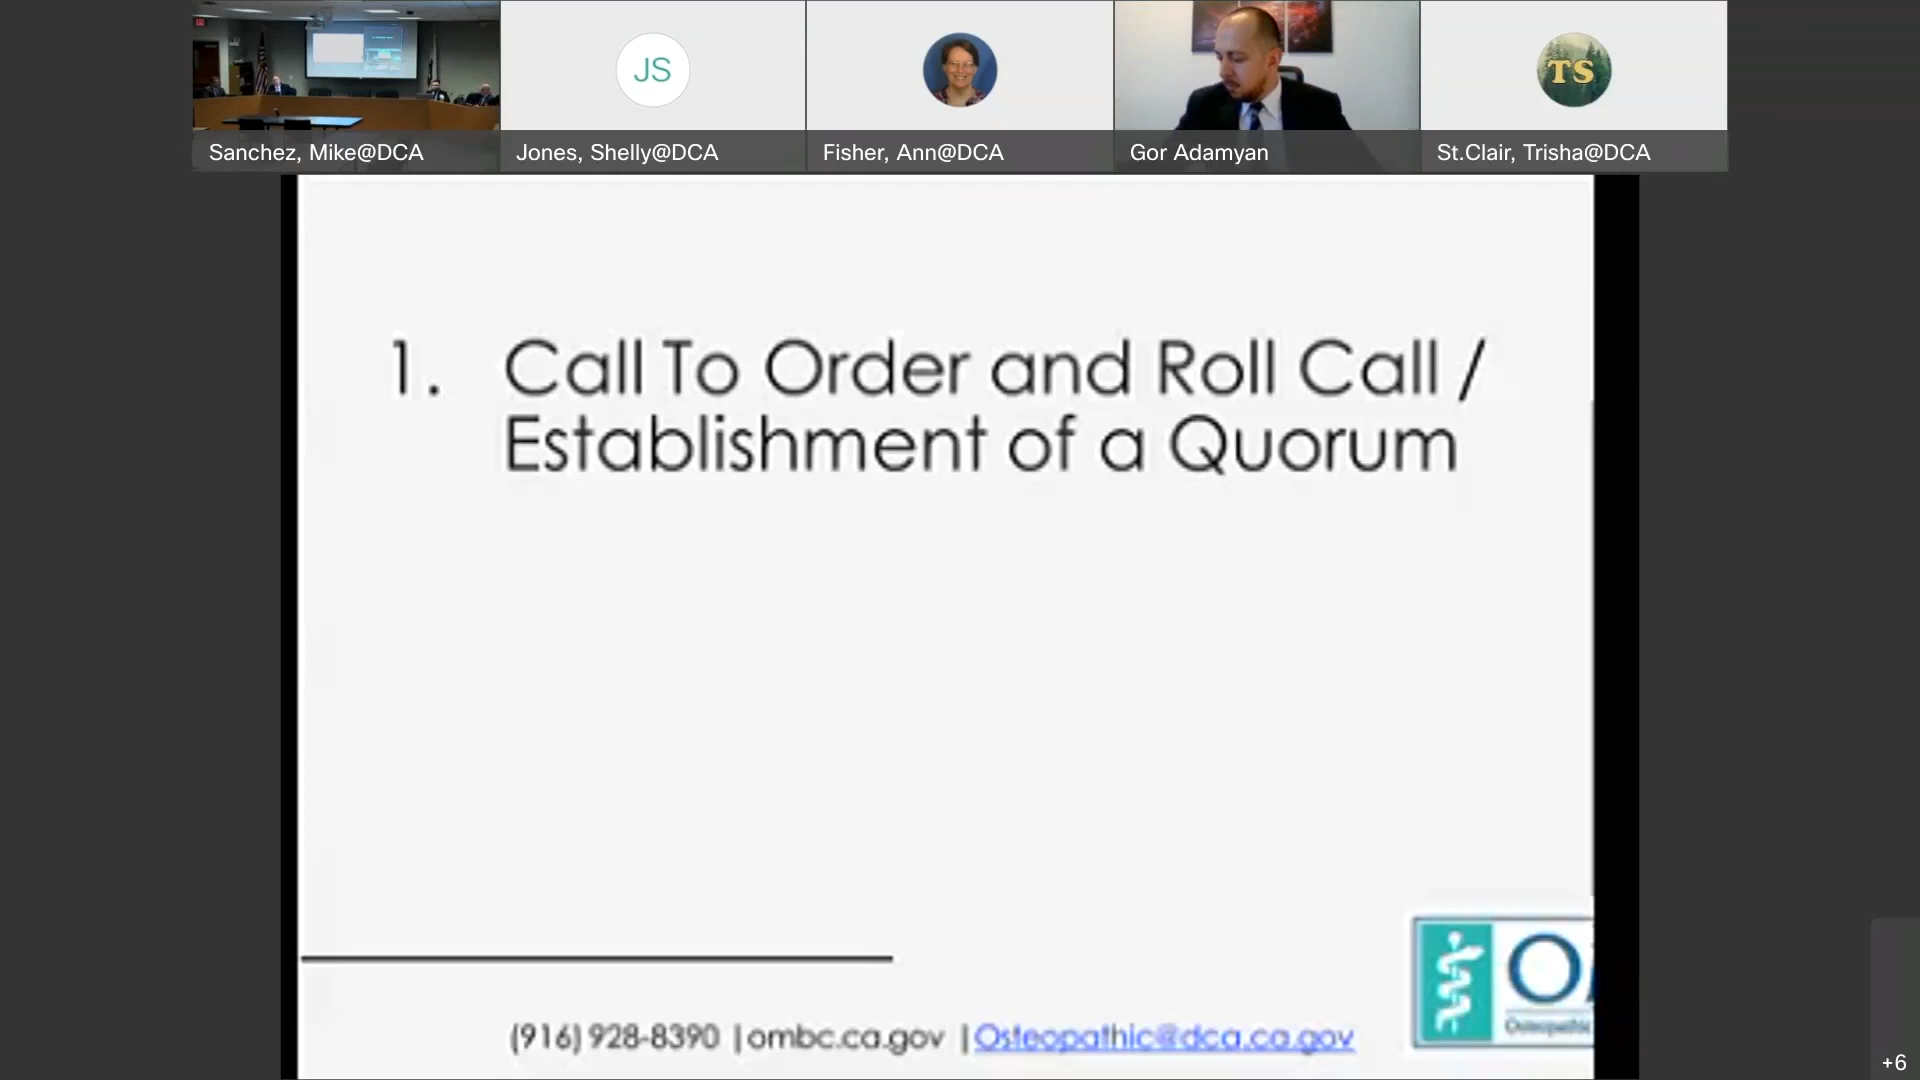 JS
TS
Sanchez, Mike@DCA
Jones, Shelly@DCA
Fisher, Ann@DCA
Gor Adamyan
St.Clair, Trisha@DCA
1. Call To Order and Roll Call /
Establishment of a Quorum
Osteopathic
(916) 928-8390 | ombc.ca.gov | Osteopathic@dca.ca.gov
+6